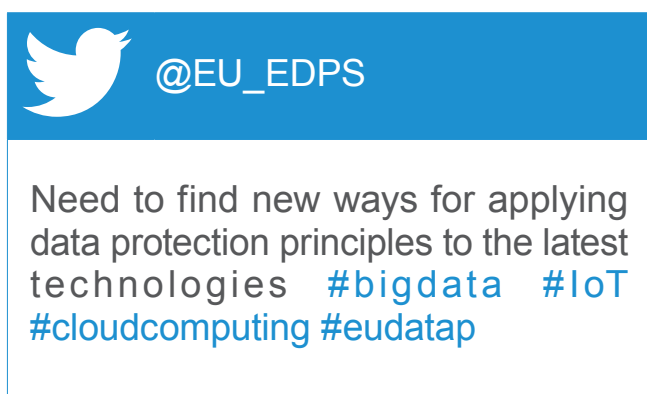 @EU_EDPS
Need to find new ways for applying
data protection principles to the latest
technologies #bigdata #IoT
#cloudcomputing #eudatap